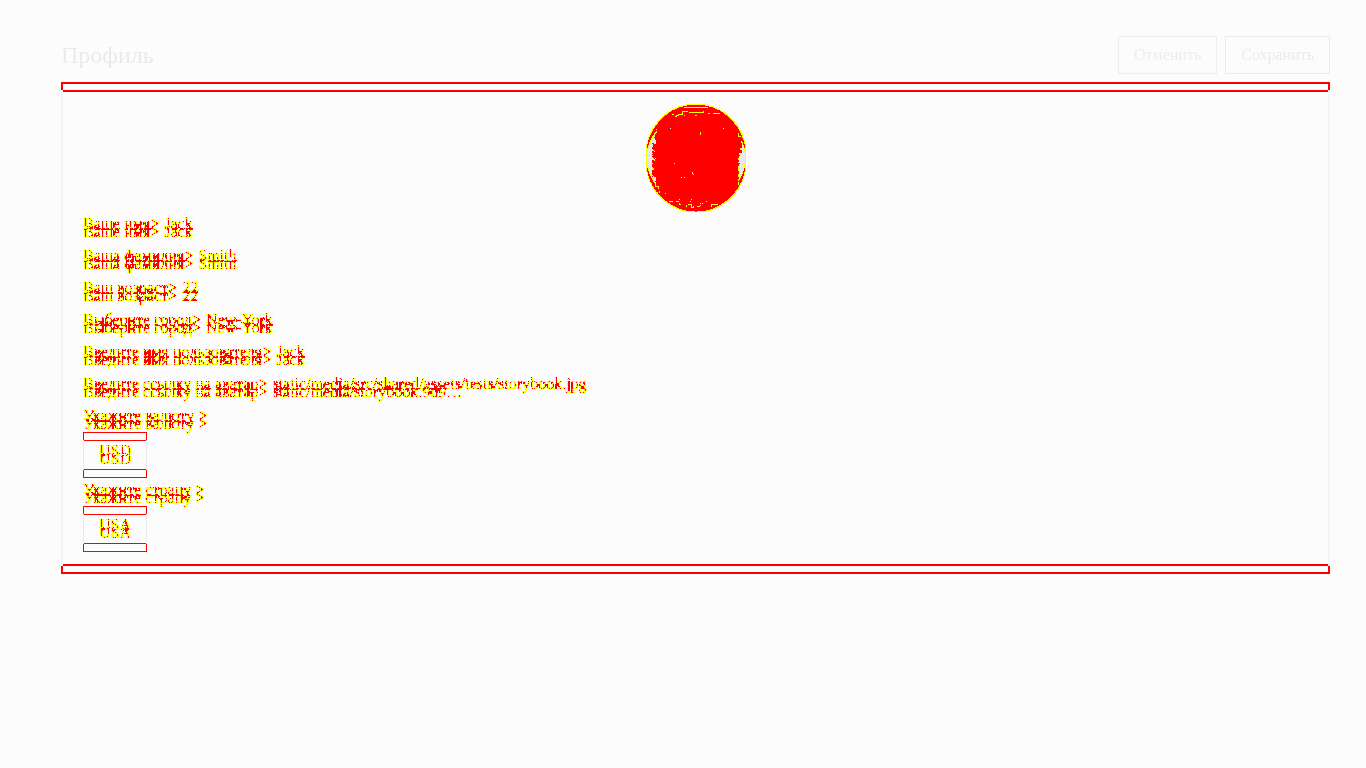 Профиль
Отменить Сохранить
Ваше имя> Jack
Ваша фамилия> Smith
Ваш возраст> 22
Выберите город> New-York
Введите имя пользователя> Jack
Введите ссылку на аватар> static/media/src/shared/assets/tests/storybook.jpg
Укажите валюту >
USD
Укажите страну >
USA